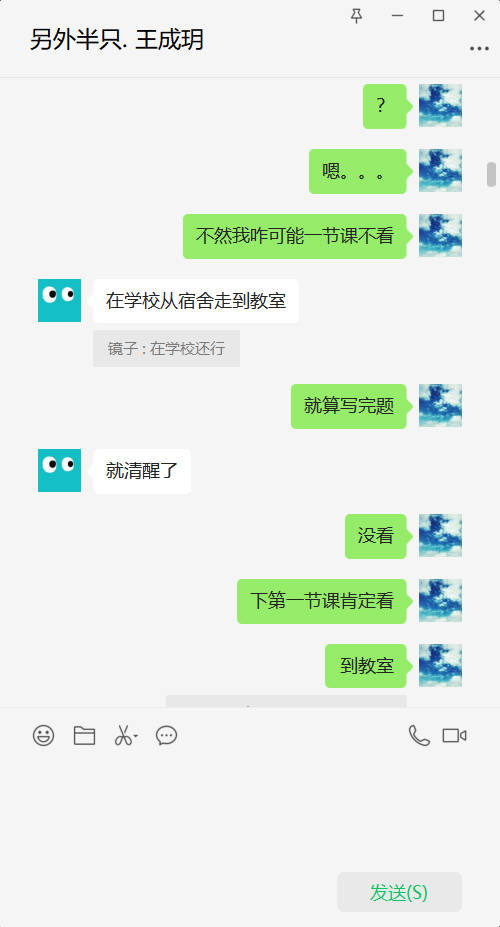 另外半只. 王成玥
?
嗯。。。
不然我咋可能一节课不看
在学校从宿舍走到教室
镜子 : 在学校还行
就算写完题
就清醒了
没看
下第一节课肯定看
到教室
发送(S)